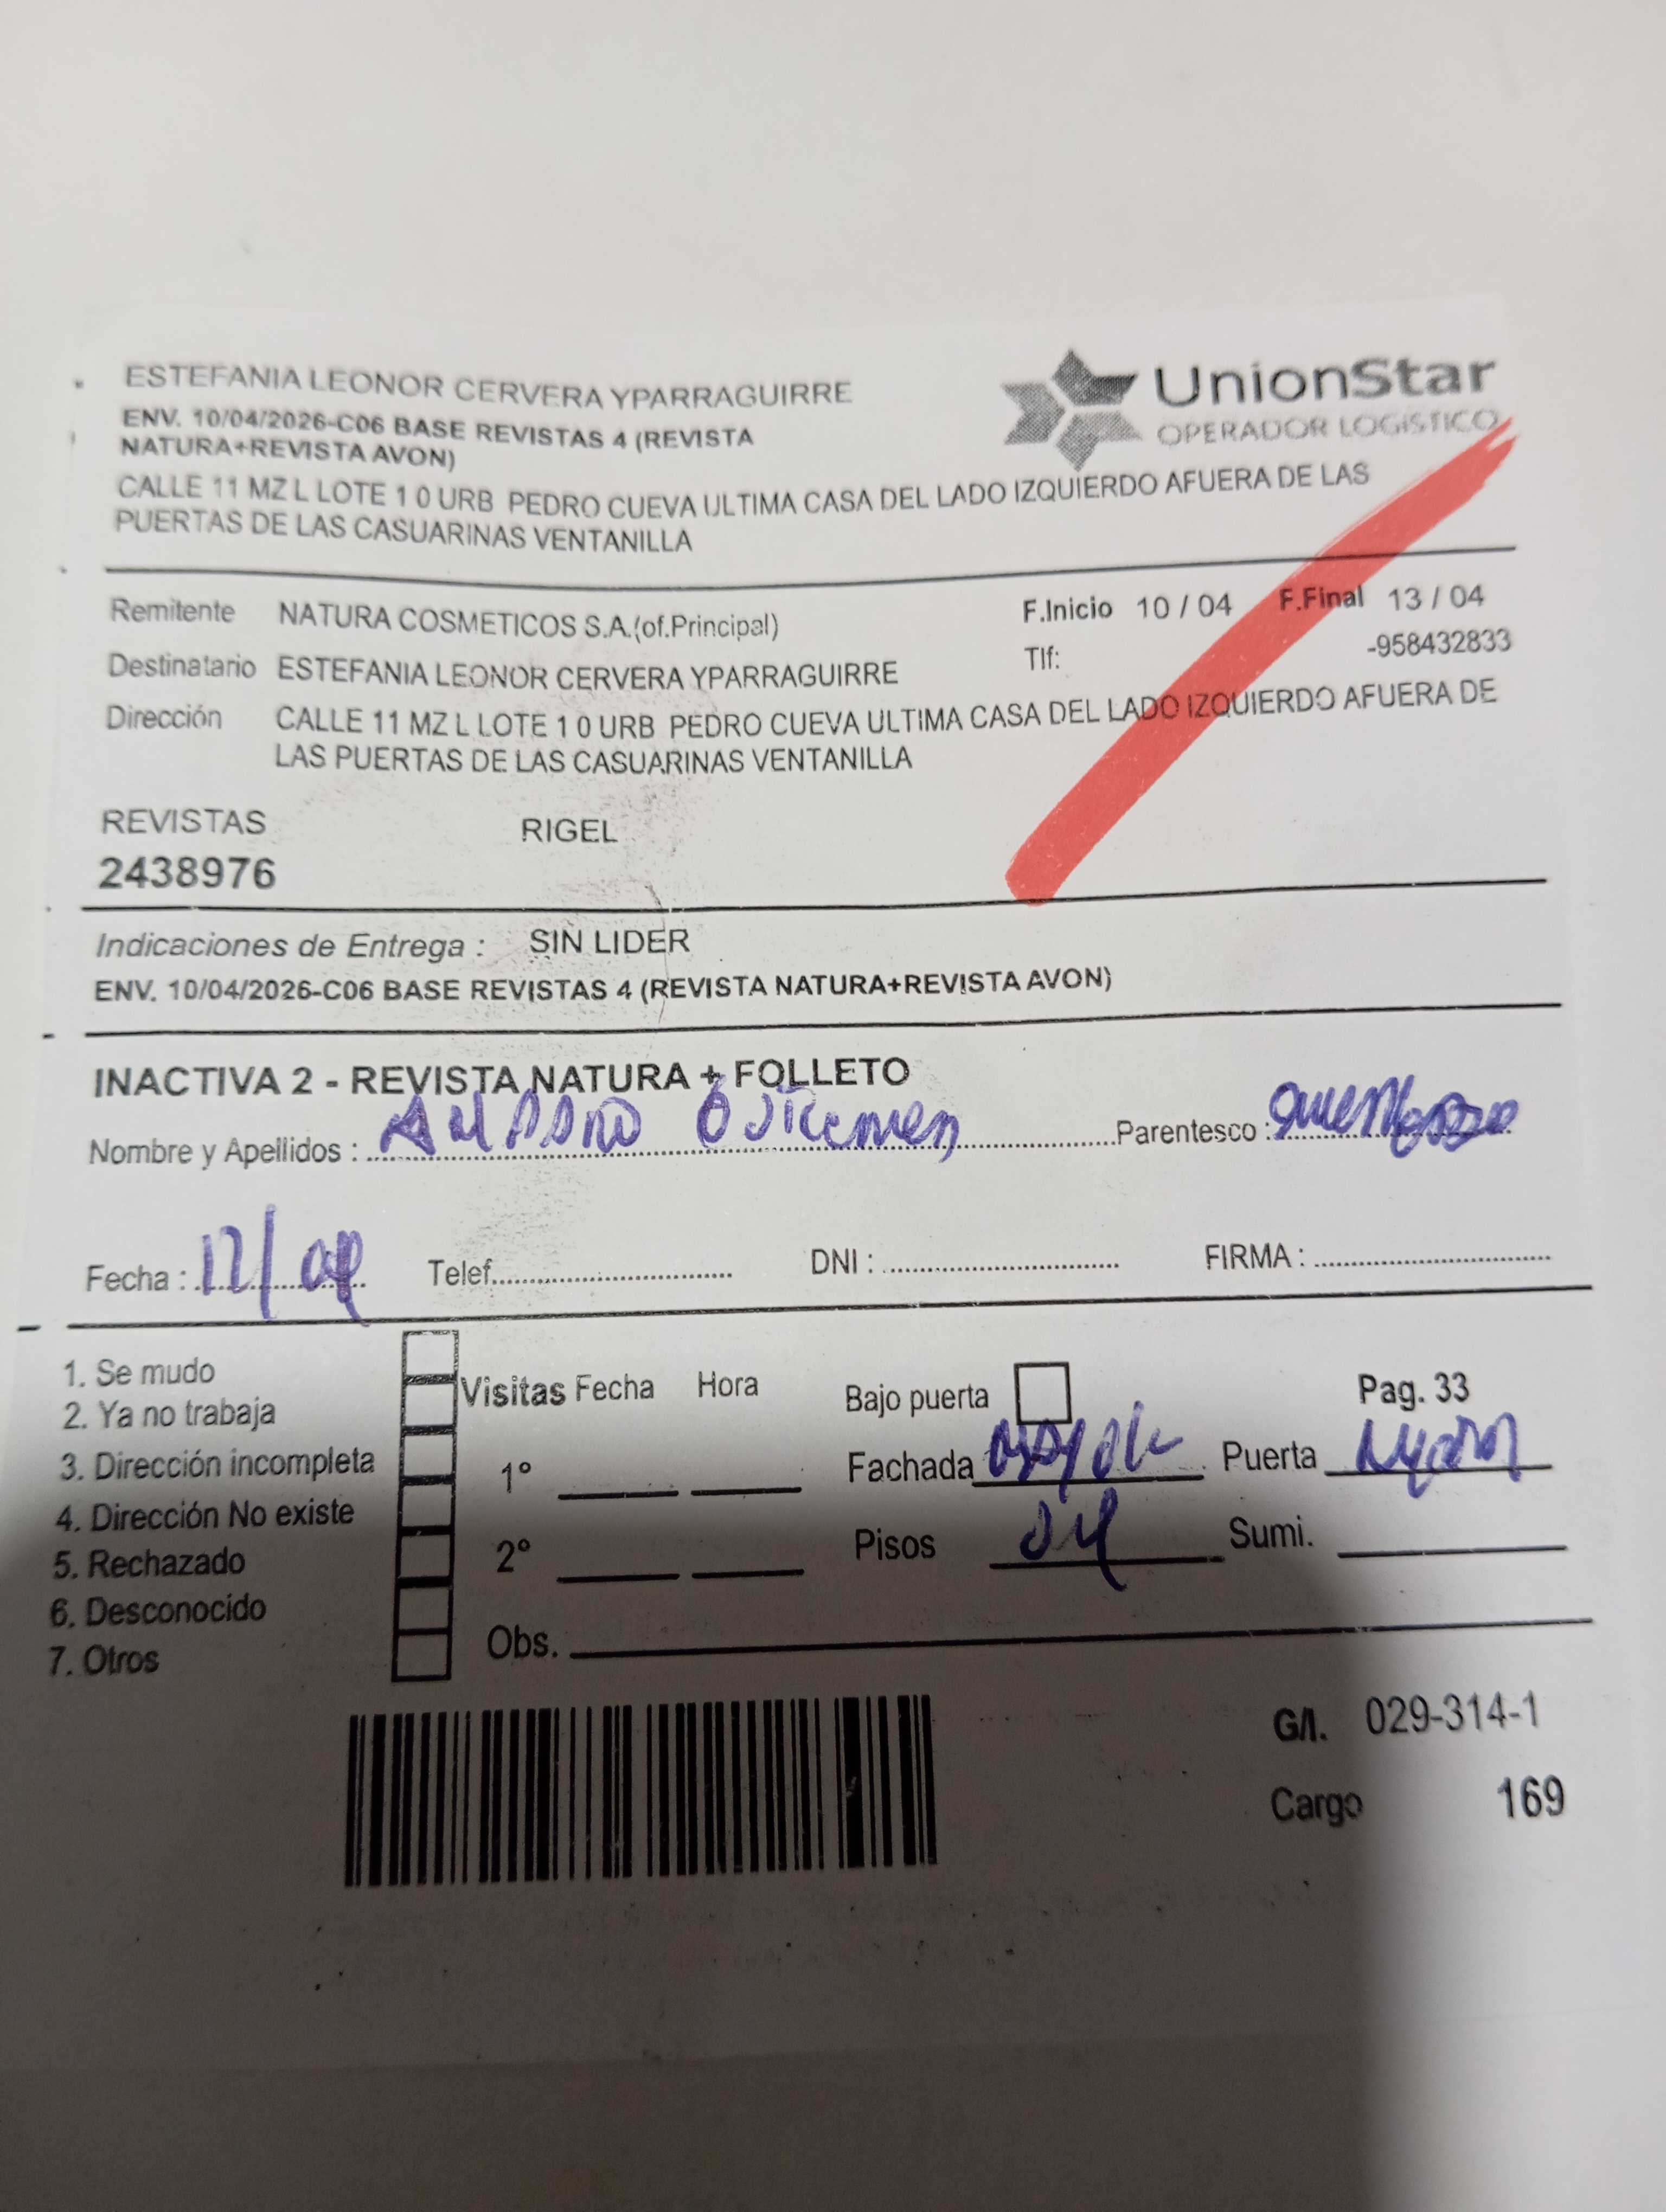 ESTEFANIA LEONOR CERVERA YPARRAGUIRRE
ENV. 10/04/2026-C06 BASE REVISTAS 4 (REVISTA
NATURA+REVISTA AVON)
UnionStar
OPERADOR LOGÍSTICO
CALLE 11 MZ L LOTE 1 0 URB PEDRO CUEVA ULTIMA CASA DEL LADO IZQUIERDO AFUERA DE LAS
PUERTAS DE LAS CASUARINAS VENTANILLA
Remitente NATURA COSMETICOS S.A.(of.Principal) F.Inicio 10 / 04 F.Final 13 / 04
Destinatario ESTEFANIA LEONOR CERVERA YPARRAGUIRRE Tlf: -958432833
Dirección CALLE 11 MZ L LOTE 1 0 URB PEDRO CUEVA ULTIMA CASA DEL LADO IZQUIERDO AFUERA DE
LAS PUERTAS DE LAS CASUARINAS VENTANILLA
REVISTAS RIGEL
2438976
Indicaciones de Entrega : SIN LIDER
ENV. 10/04/2026-C06 BASE REVISTAS 4 (REVISTA NATURA+REVISTA AVON)
INACTIVA 2 - REVISTA NATURA + FOLLETO
Nombre y Apellidos : Parentesco :
Fecha : 12/04 Telef. DNI : FIRMA :
1. Se mudo
2. Ya no trabaja
3. Dirección incompleta
4. Dirección No existe
5. Rechazado
6. Desconocido
7. Otros
Visitas Fecha Hora Bajo puerta Pag. 33
1º Fachada Puerta
2º Pisos Sumi.
Obs.
G/I. 029-314-1
Cargo 169